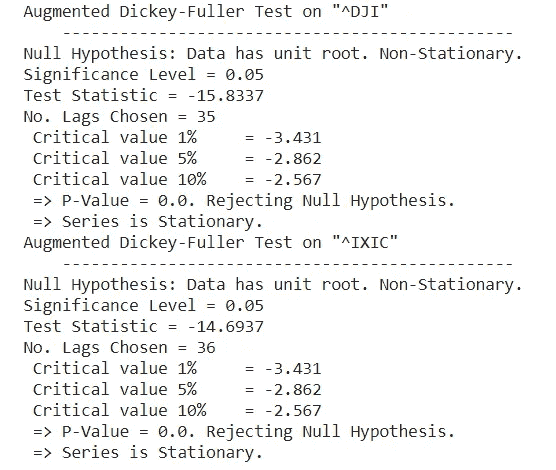 Augmented Dickey-Fuller Test on "^DJI"
-----------------------------------------------
Null Hypothesis: Data has unit root. Non-Stationary.
Significance Level = 0.05
Test Statistic = -15.8337
No. Lags Chosen = 35
Critical value 1% = -3.431
Critical value 5% = -2.862
Critical value 10% = -2.567
=> P-Value = 0.0. Rejecting Null Hypothesis.
=> Series is Stationary.
Augmented Dickey-Fuller Test on "^IXIC"
-----------------------------------------------
Null Hypothesis: Data has unit root. Non-Stationary.
Significance Level = 0.05
Test Statistic = -14.6937
No. Lags Chosen = 36
Critical value 1% = -3.431
Critical value 5% = -2.862
Critical value 10% = -2.567
=> P-Value = 0.0. Rejecting Null Hypothesis.
=> Series is Stationary.